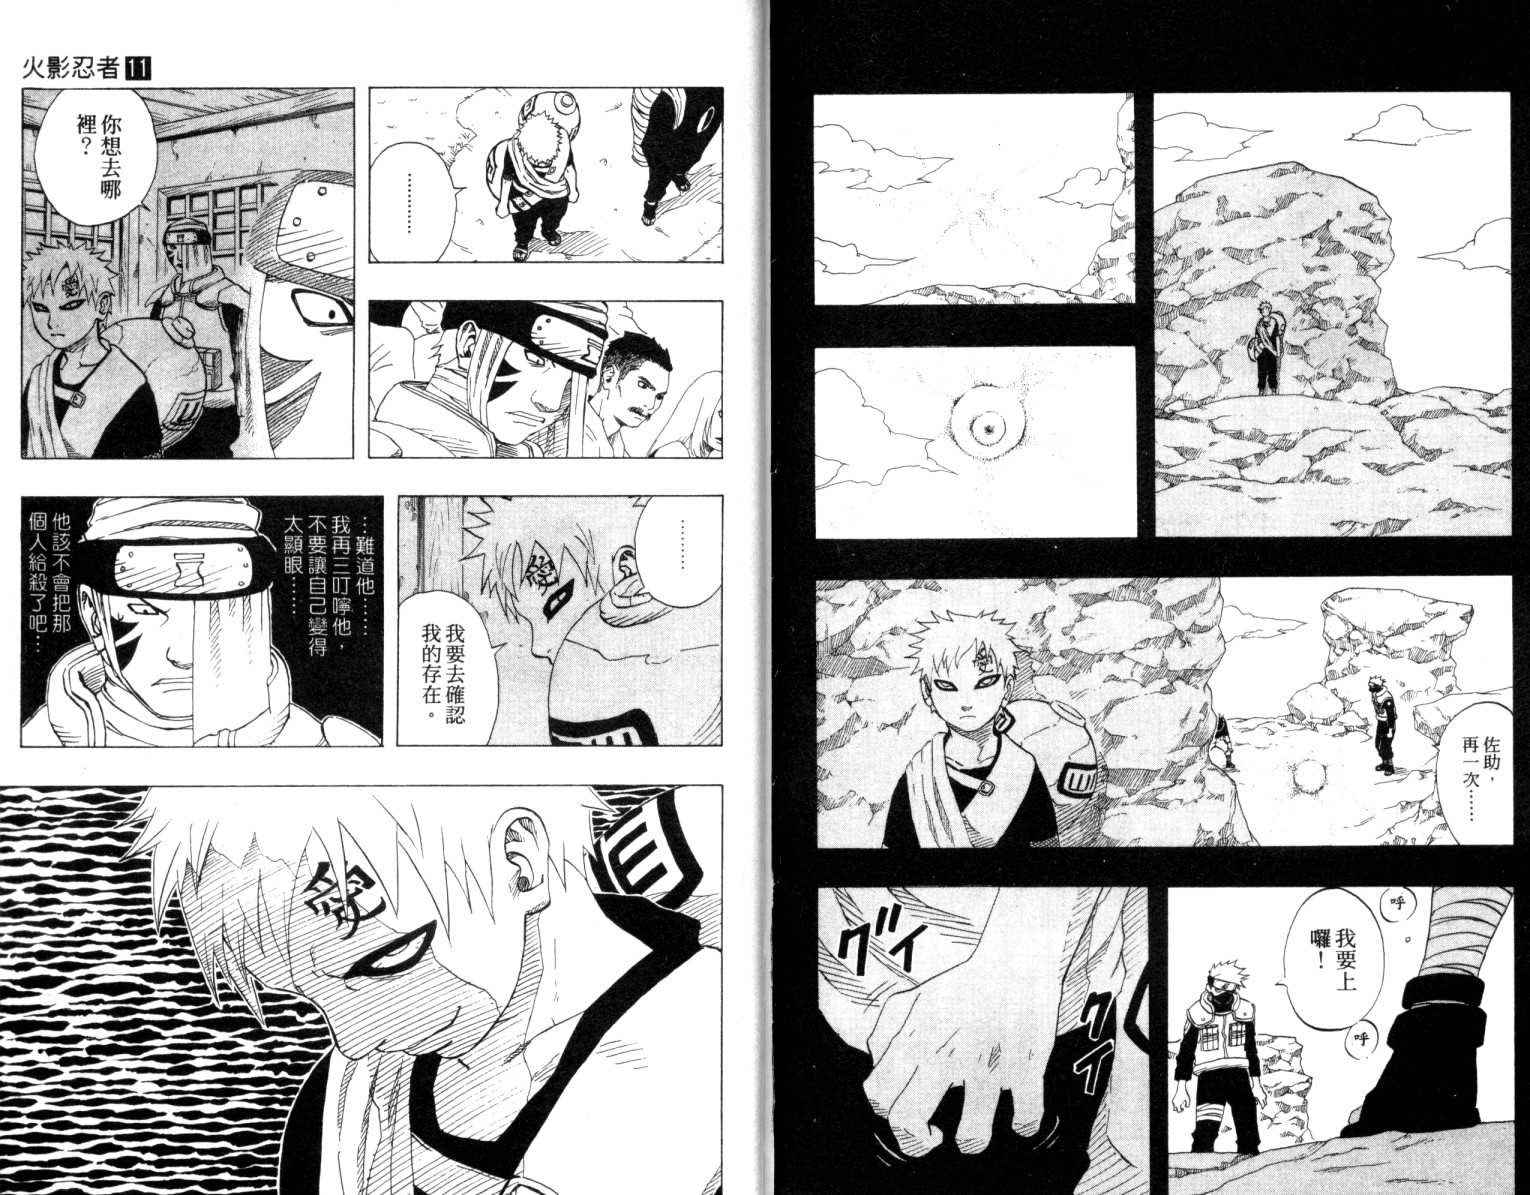 佐助，
再一次……
呼
我要上
囉！
呼
グイ
グイ
火影忍者 11
…………
你想去哪
裡？
………
我要去確認
我的存在。
…難道他……
我再三叮嚀他，
不要讓自己變得
太顯眼……
他該不會把那
個人給殺了吧…
愛